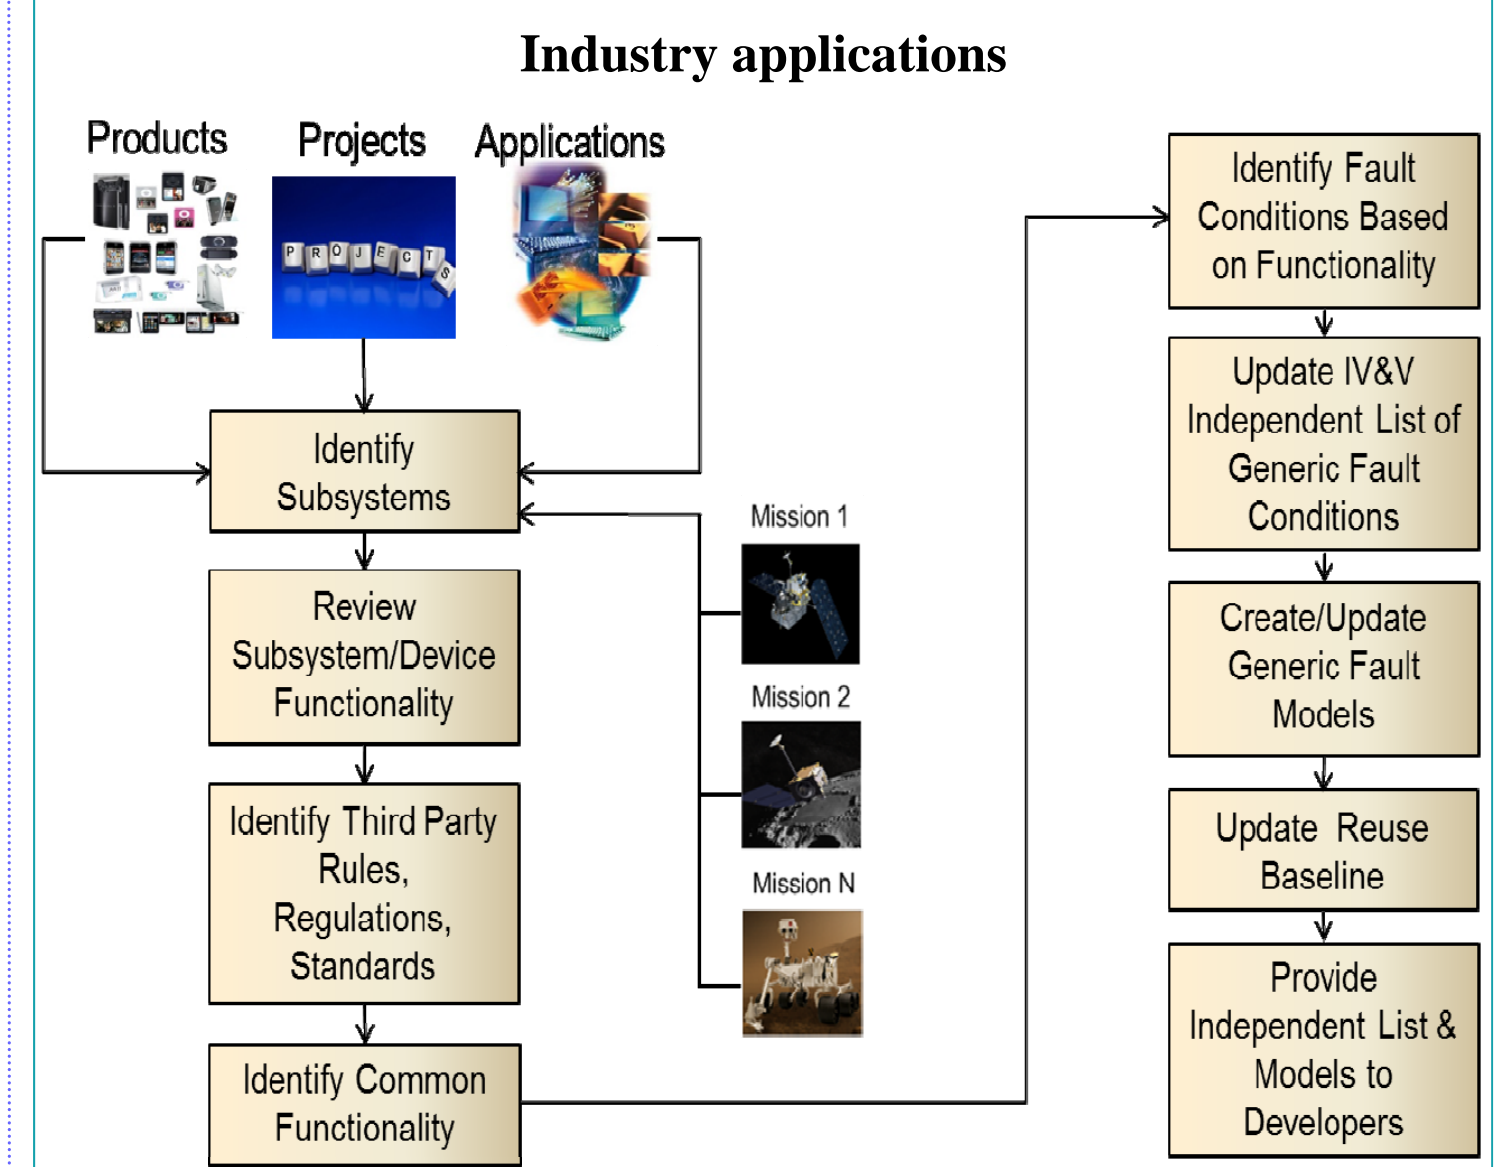 Industry applications
Products
Projects
Applications
PROJECTS
Identify
Subsystems
Review
Subsystem/Device
Functionality
Identify Third Party
Rules,
Regulations,
Standards
Identify Common
Functionality
Mission 1
Mission 2
Mission N
Identify Fault
Conditions Based
on Functionality
Update IV&V
Independent List of
Generic Fault
Conditions
Create/Update
Generic Fault
Models
Update Reuse
Baseline
Provide
Independent List &
Models to
Developers